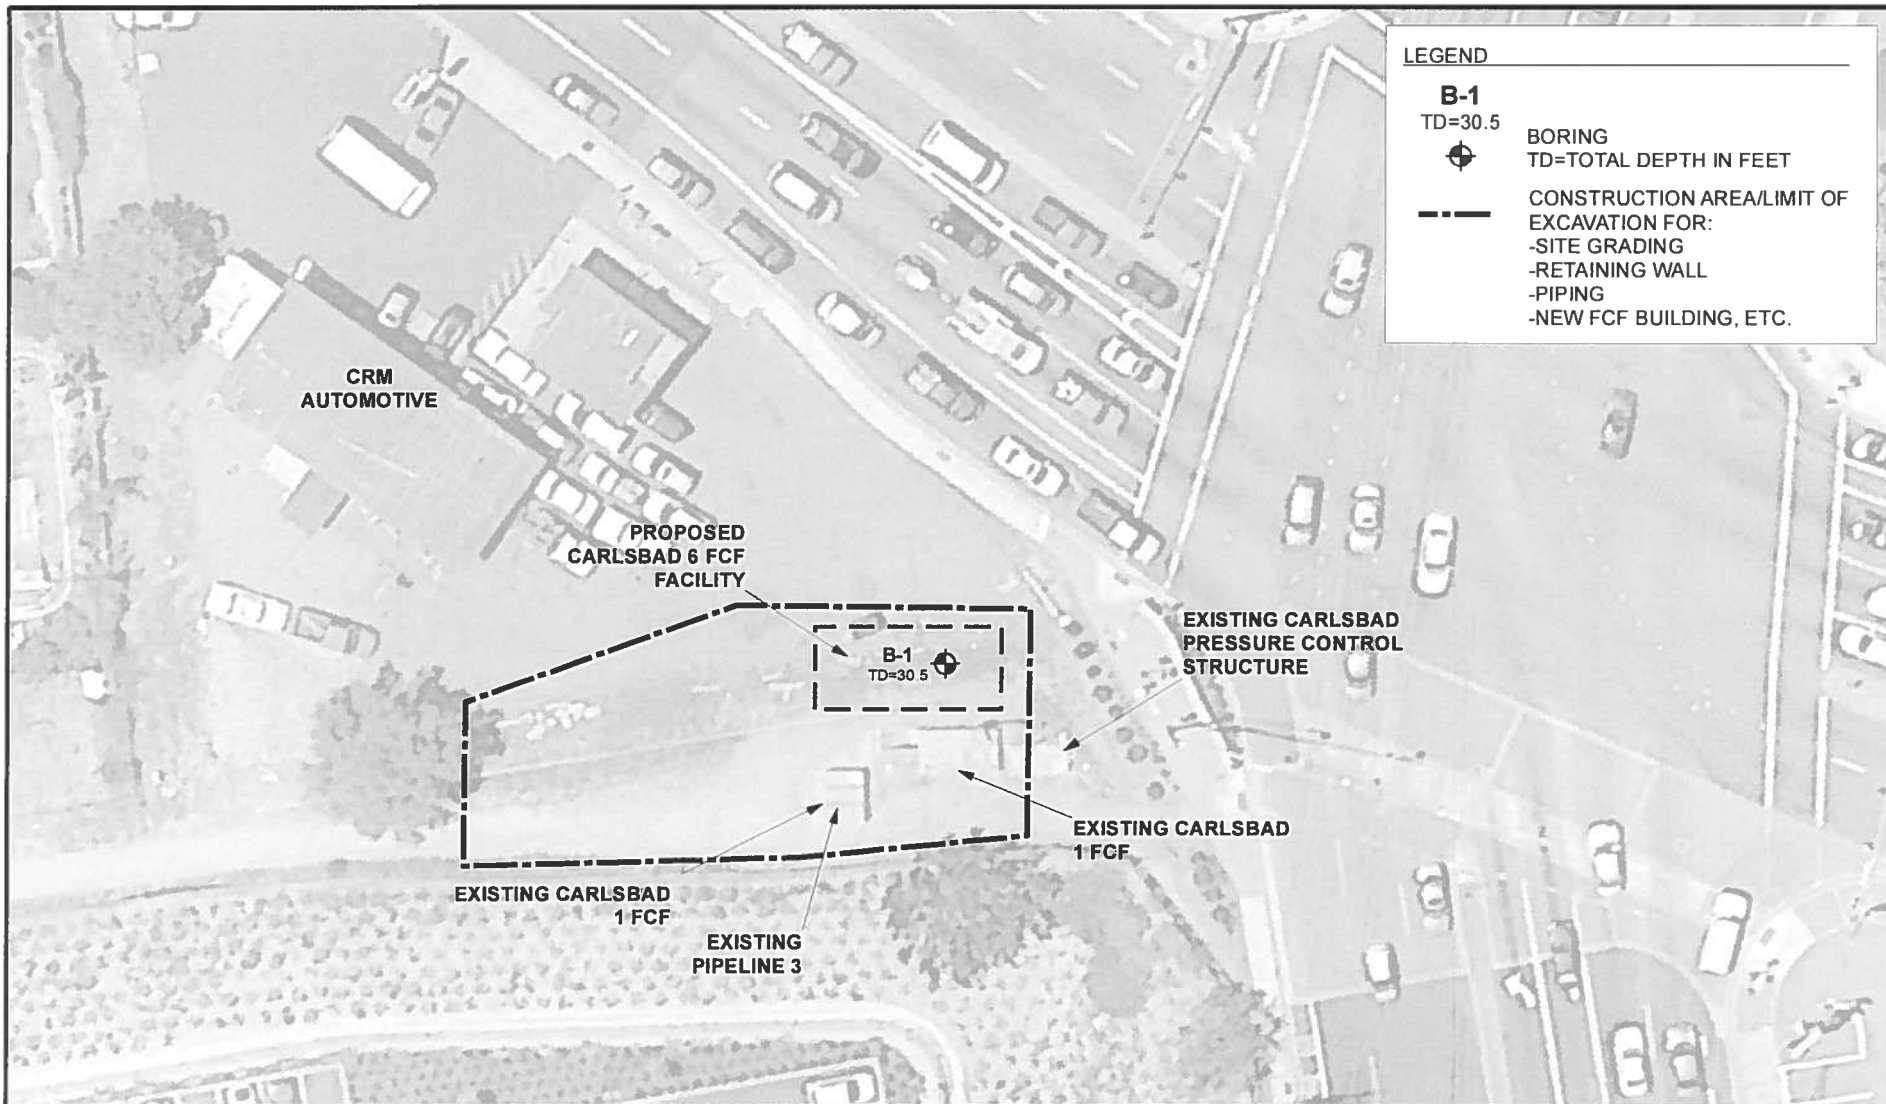 LEGEND
B-1
TD=30.5
BORING
TD=TOTAL DEPTH IN FEET
CONSTRUCTION AREA/LIMIT OF
EXCAVATION FOR:
-SITE GRADING
-RETAINING WALL
-PIPING
-NEW FCF BUILDING, ETC.
CRM
AUTOMOTIVE
PROPOSED
CARLSBAD 6 FCF
FACILITY
B-1
TD=30.5
EXISTING CARLSBAD
PRESSURE CONTROL
STRUCTURE
EXISTING CARLSBAD
1 FCF
EXISTING CARLSBAD
1 FCF
EXISTING
PIPELINE 3